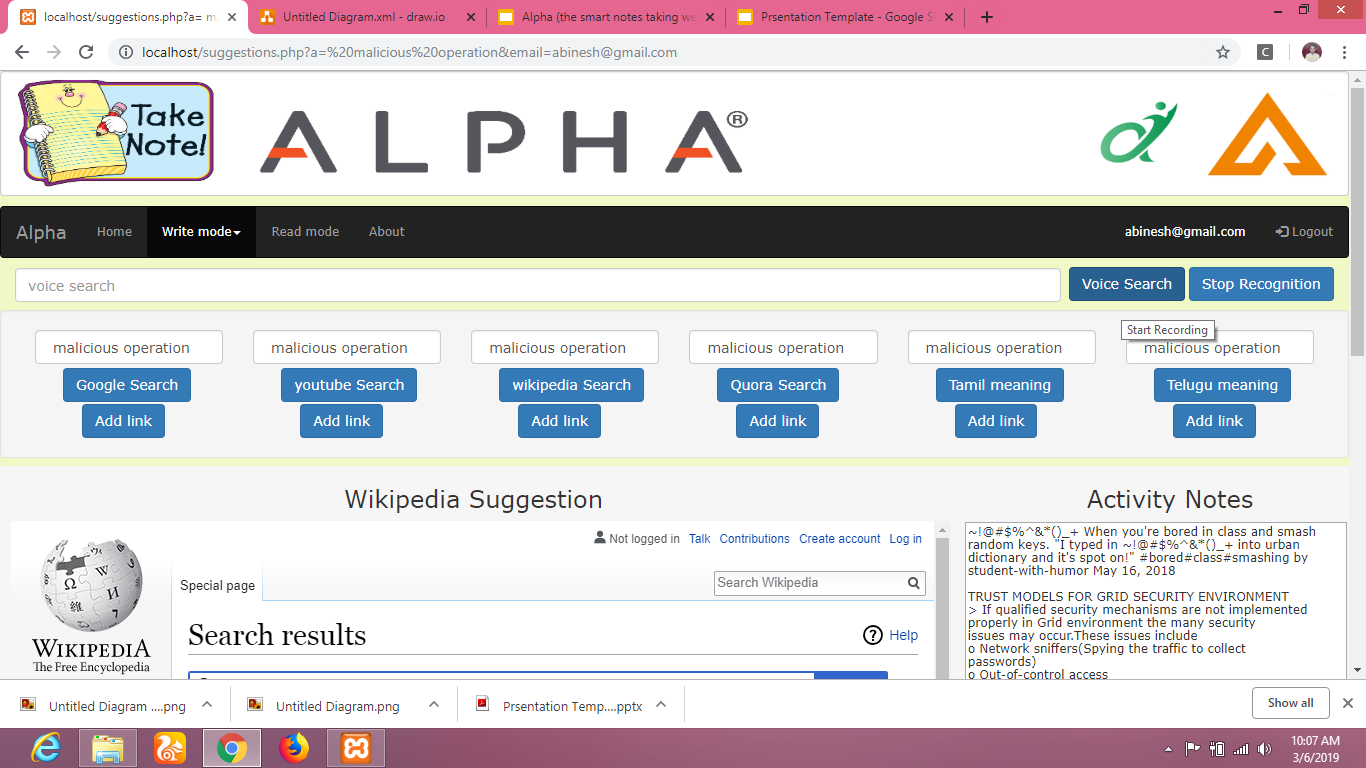 localhost/suggestions.php?a= ma
Untitled Diagram.xml - draw.io
Alpha (the smart notes taking we
Prsentation Template - Google S
localhost/suggestions.php?a=%20malicious%20operation&email=abinesh@gmail.com
C
Take Note!
ALPHA®
Alpha Home Write mode Read mode About abinesh@gmail.com Logout
voice search Voice Search Stop Recognition
Start Recording
malicious operation malicious operation malicious operation malicious operation malicious operation malicious operation
Google Search youtube Search wikipedia Search Quora Search Tamil meaning Telugu meaning
Add link Add link Add link Add link Add link Add link
Wikipedia Suggestion
Not logged in Talk Contributions Create account Log in
Special page Search Wikipedia
WIKIPEDIA
The Free Encyclopedia
Search results
Help
Activity Notes
~!@#$%^&*()_+ When you're bored in class and smash
random keys. "I typed in ~!@#$%^&*()_+ into urban
dictionary and it's spot on!" #bored#class#smashing by
student-with-humor May 16, 2018
TRUST MODELS FOR GRID SECURITY ENVIRONMENT
> If qualified security mechanisms are not implemented
properly in Grid environment the many security
issues may occur.These issues include
o Network sniffers(Spying the traffic to collect
passwords)
o Out-of-control access
Untitled Diagram ....png Untitled Diagram.png Prsentation Temp....pptx Show all
10:07 AM
3/6/2019